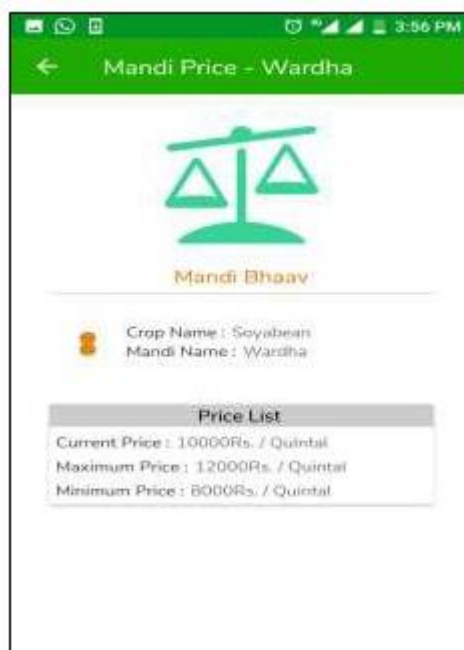 3:56 PM
Mandi Price - Wardha
Mandi Bhaav
Crop Name : Soyabean
Mandi Name : Wardha
Price List
Current Price : 10000Rs. / Quintal
Maximum Price : 12000Rs. / Quintal
Minimum Price : 8000Rs. / Quintal